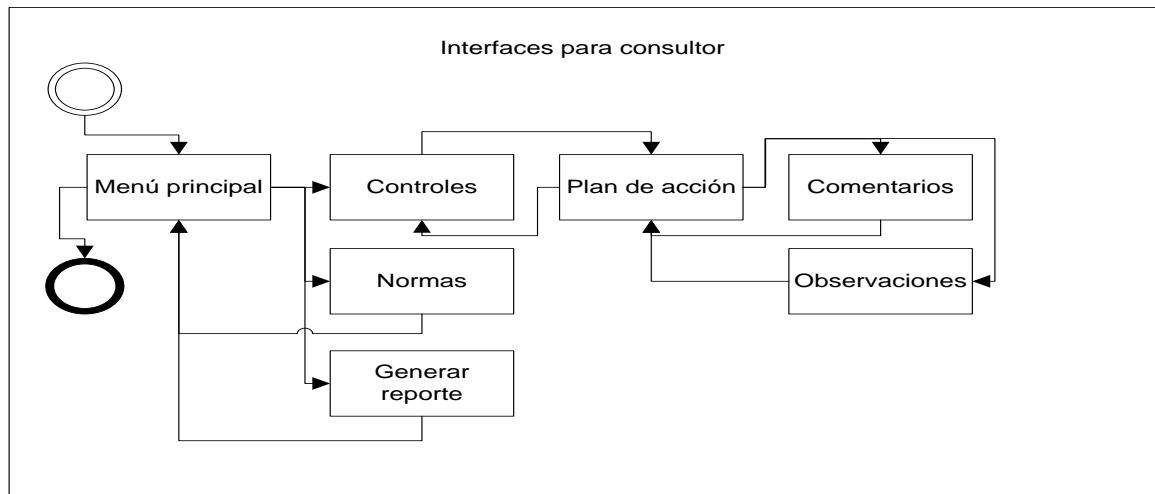 Interfaces para consultor
Menú principal
Controles
Plan de acción
Comentarios
Normas
Observaciones
Generar
reporte